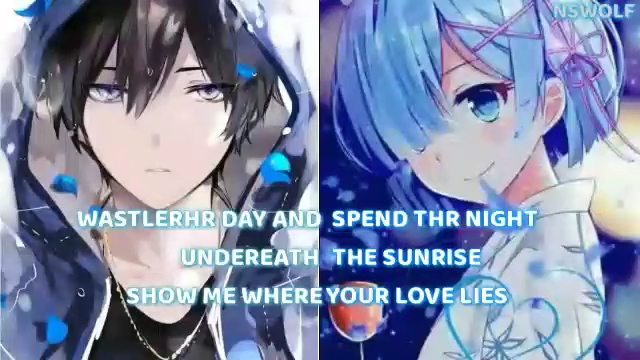 NSWOLF
WASTLERHR DAY AND SPEND THR NIGHT
UNDEREATH THE SUNRISE
SHOW ME WHERE YOUR LOVE LIES